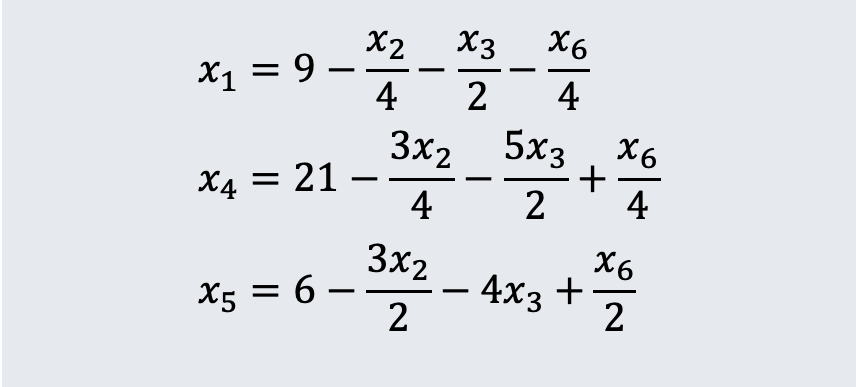 x₁ = 9 − x₂/4 − x₃/2 − x₆/4
x₄ = 21 − 3x₂/4 − 5x₃/2 + x₆/4
x₅ = 6 − 3x₂/2 − 4x₃ + x₆/2